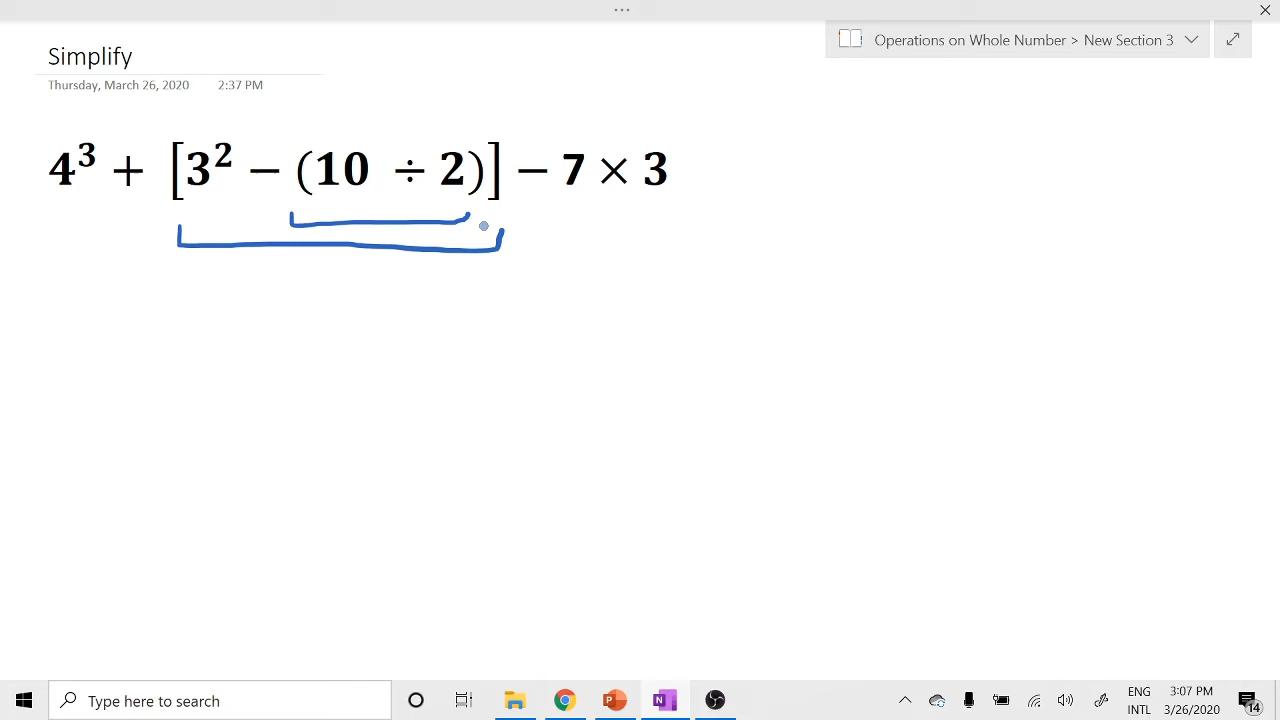 ...
Operations on Whole Number > New Section 3
Simplify
Thursday, March 26, 2020 2:37 PM
4³ + [3² − (10 ÷ 2)] − 7 × 3
Type here to search
ENG 3:07 PM
INTL 3/26/2020
14